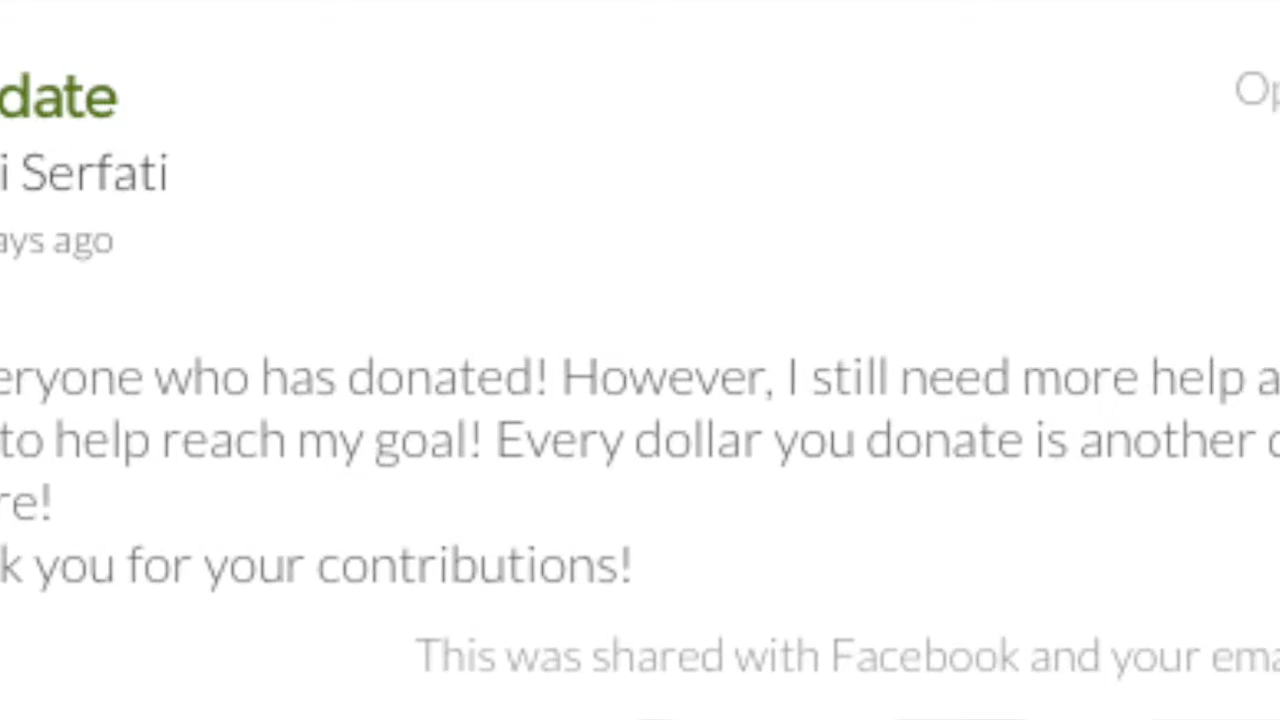 date
Op
i Serfati
ays ago
eryone who has donated! However, I still need more help a
to help reach my goal! Every dollar you donate is another
re!
k you for your contributions!
This was shared with Facebook and your ema